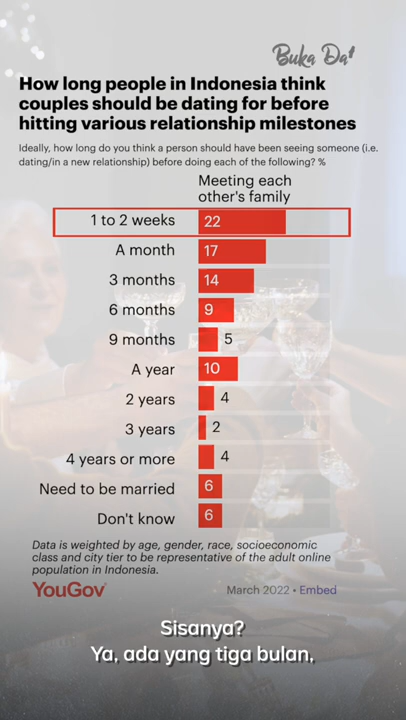 Buka Dat
How long people in Indonesia think
couples should be dating for before
hitting various relationship milestones
Ideally, how long do you think a person should have been seeing someone (i.e.
dating/in a new relationship) before doing each of the following? %
Meeting each
other's family
1 to 2 weeks 22
A month 17
3 months 14
6 months 9
9 months 5
A year 10
2 years 4
3 years 2
4 years or more 4
Need to be married 6
Don't know 6
Data is weighted by age, gender, race, socioeconomic
class and city tier to be representative of the adult online
population in Indonesia.
YouGov March 2022 • Embed
Sisanya?
Ya, ada yang tiga bulan,